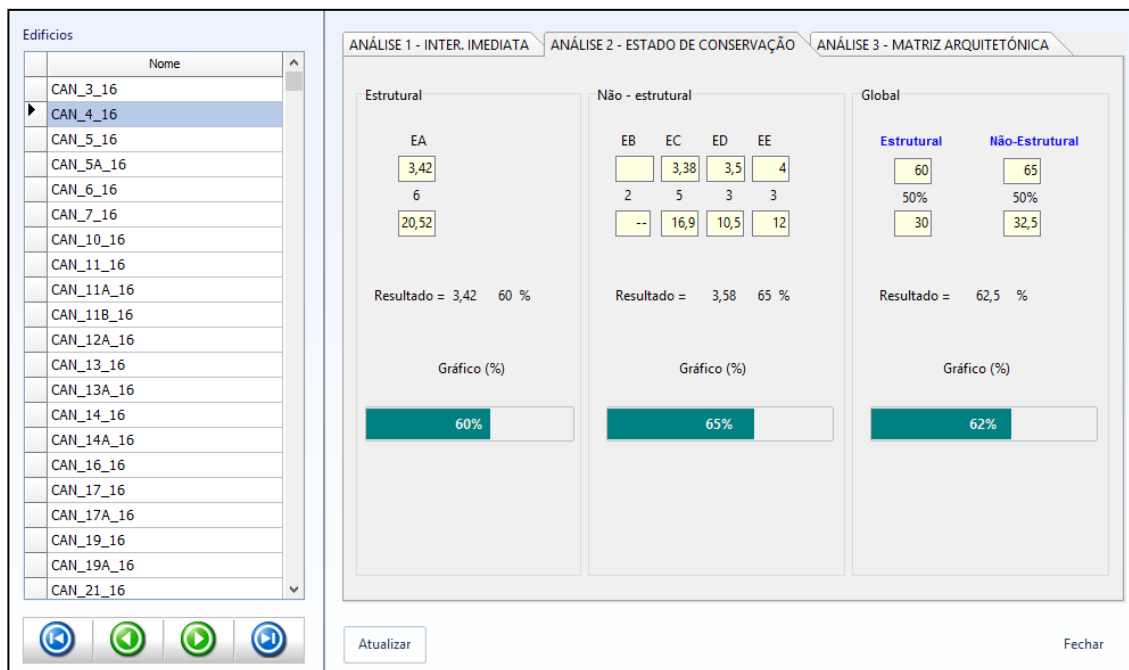 Edificios
Nome
CAN_3_16
CAN_4_16
CAN_5_16
CAN_5A_16
CAN_6_16
CAN_7_16
CAN_10_16
CAN_11_16
CAN_11A_16
CAN_11B_16
CAN_12A_16
CAN_13_16
CAN_13A_16
CAN_14_16
CAN_14A_16
CAN_16_16
CAN_17_16
CAN_17A_16
CAN_19_16
CAN_19A_16
CAN_21_16
ANÁLISE 1 - INTER. IMEDIATA ANÁLISE 2 - ESTADO DE CONSERVAÇÃO ANÁLISE 3 - MATRIZ ARQUITETÓNICA
Estrutural
EA
3,42
6
20,52
Resultado = 3,42 60 %
Gráfico (%)
60%
Não - estrutural
EB EC ED EE
3,38 3,5 4
2 5 3 3
-- 16,9 10,5 12
Resultado = 3,58 65 %
Gráfico (%)
65%
Global
Estrutural Não-Estrutural
60 65
50% 50%
30 32,5
Resultado = 62,5 %
Gráfico (%)
62%
Atualizar Fechar